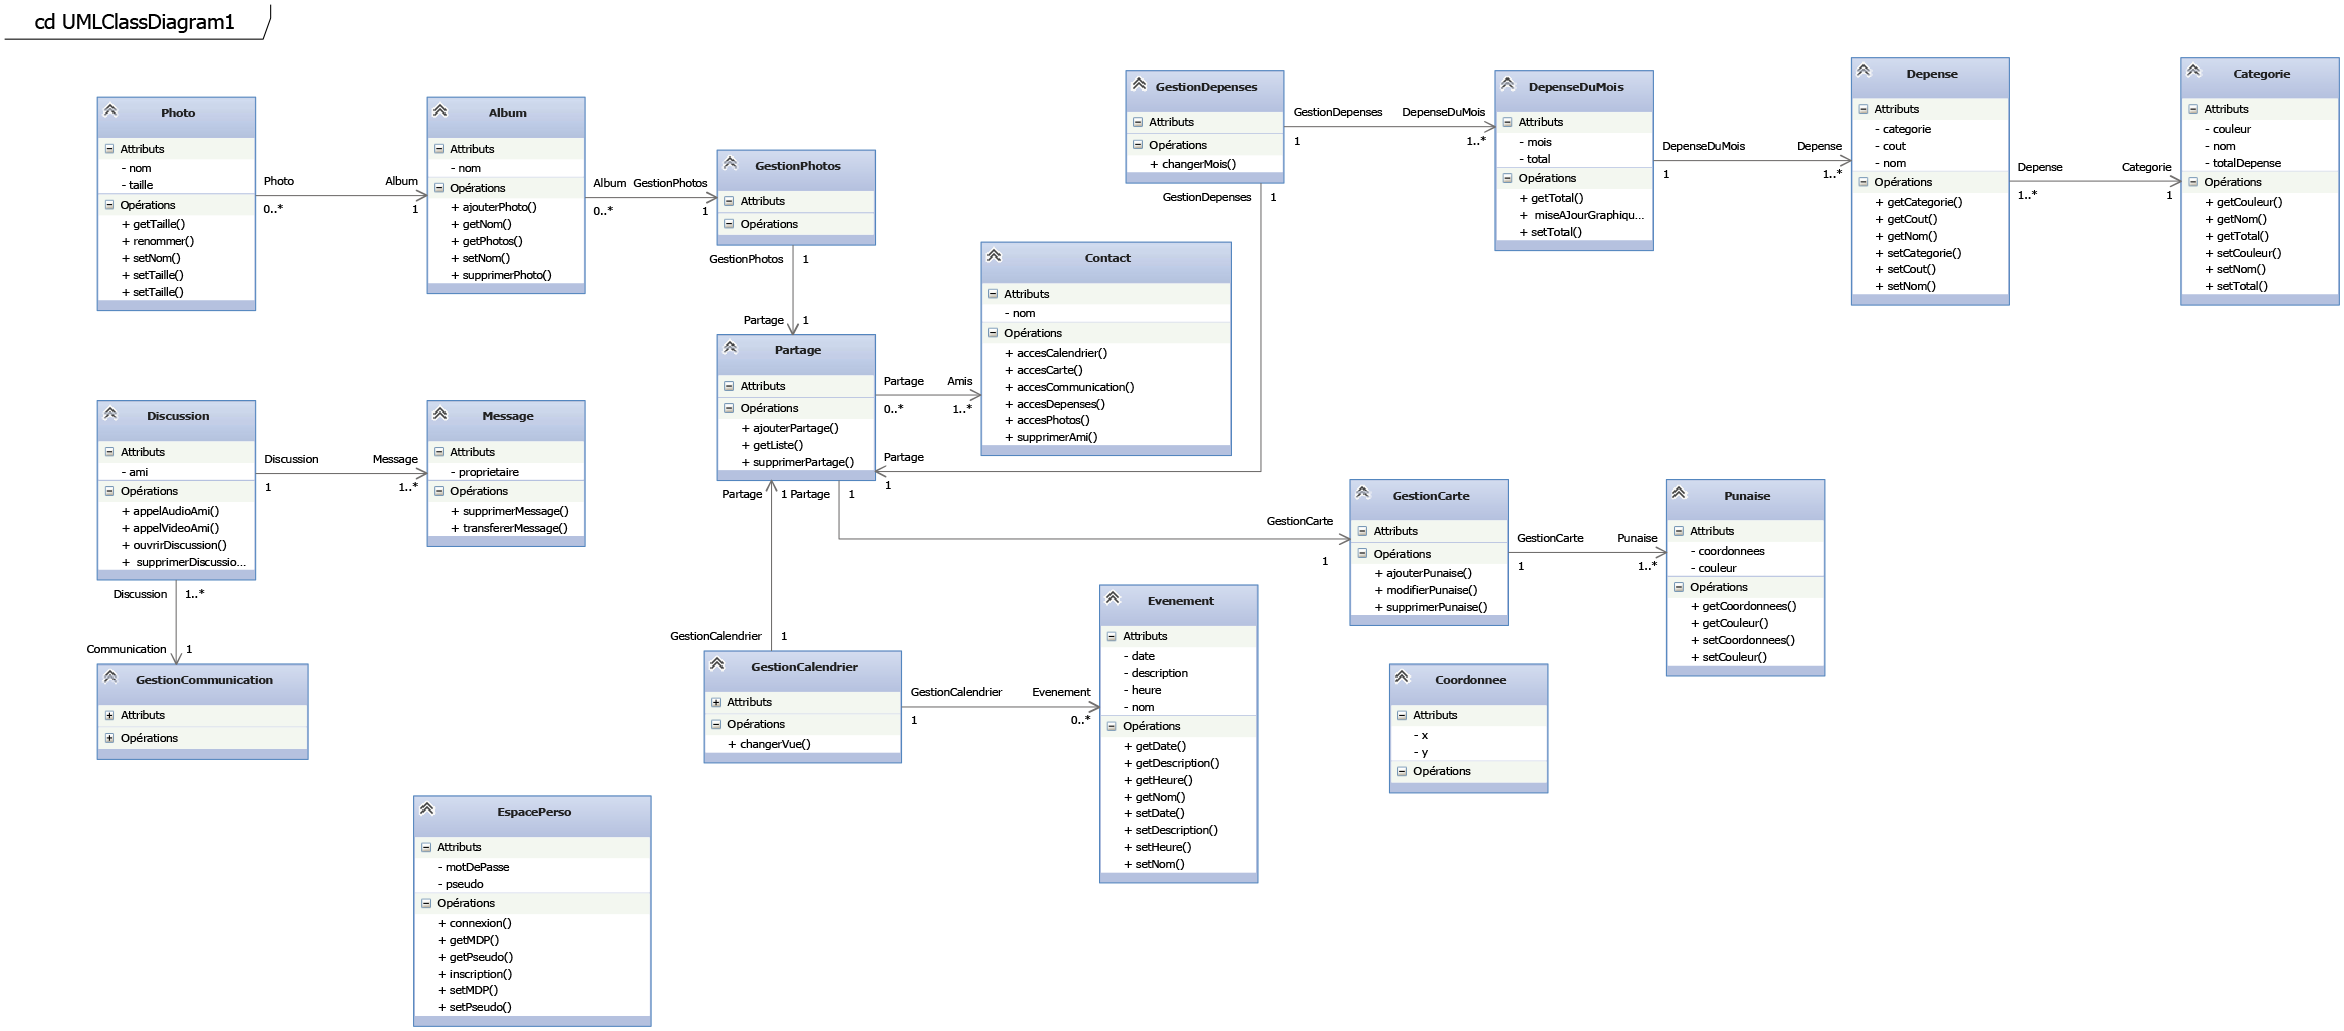 cd UMLClassDiagram1
Photo
Attributs
- nom
- taille
Opérations
+ getTaille()
+ renommer()
+ setNom()
+ setTaille()
+ setTaille()
Photo
0..*
Album
1
Album
Attributs
- nom
Opérations
+ ajouterPhoto()
+ getNom()
+ getPhotos()
+ setNom()
+ supprimerPhoto()
Album
0..*
GestionPhotos
1
GestionPhotos
Attributs
Opérations
GestionPhotos
1
Partage
1
Partage
Attributs
Opérations
+ ajouterPartage()
+ getListe()
+ supprimerPartage()
Partage
0..*
Amis
1..*
Contact
Attributs
- nom
Opérations
+ accesCalendrier()
+ accesCarte()
+ accesCommunication()
+ accesDepenses()
+ accesPhotos()
+ supprimerAmi()
GestionDepenses
Attributs
Opérations
+ changerMois()
GestionDepenses
1
DepenseDuMois
1..*
GestionDepenses
1
Partage
1
DepenseDuMois
Attributs
- mois
- total
Opérations
+ getTotal()
+ miseAJourGraphiqu...
+ setTotal()
DepenseDuMois
1
Depense
1..*
Depense
Attributs
- categorie
- cout
- nom
Opérations
+ getCategorie()
+ getCout()
+ getNom()
+ setCategorie()
+ setCout()
+ setNom()
Depense
1..*
Categorie
1
Categorie
Attributs
- couleur
- nom
- totalDepense
Opérations
+ getCouleur()
+ getNom()
+ getTotal()
+ setCouleur()
+ setNom()
+ setTotal()
Discussion
Attributs
- ami
Opérations
+ appelAudioAmi()
+ appelVideoAmi()
+ ouvrirDiscussion()
+ supprimerDiscussio...
Discussion
1
Message
1..*
Message
Attributs
- proprietaire
Opérations
+ supprimerMessage()
+ transfererMessage()
Discussion
1..*
Communication
1
GestionCommunication
Attributs
Opérations
Partage
1
Partage
1
GestionCarte
1
GestionCarte
Attributs
Opérations
+ ajouterPunaise()
+ modifierPunaise()
+ supprimerPunaise()
GestionCarte
1
Punaise
1..*
Punaise
Attributs
- coordonnees
- couleur
Opérations
+ getCoordonnees()
+ getCouleur()
+ setCoordonnees()
+ setCouleur()
GestionCalendrier
1
GestionCalendrier
Attributs
Opérations
+ changerVue()
GestionCalendrier
1
Evenement
0..*
Evenement
Attributs
- date
- description
- heure
- nom
Opérations
+ getDate()
+ getDescription()
+ getHeure()
+ getNom()
+ setDate()
+ setDescription()
+ setHeure()
+ setNom()
Coordonnee
Attributs
- x
- y
Opérations
EspacePerso
Attributs
- motDePasse
- pseudo
Opérations
+ connexion()
+ getMDP()
+ getPseudo()
+ inscription()
+ setMDP()
+ setPseudo()